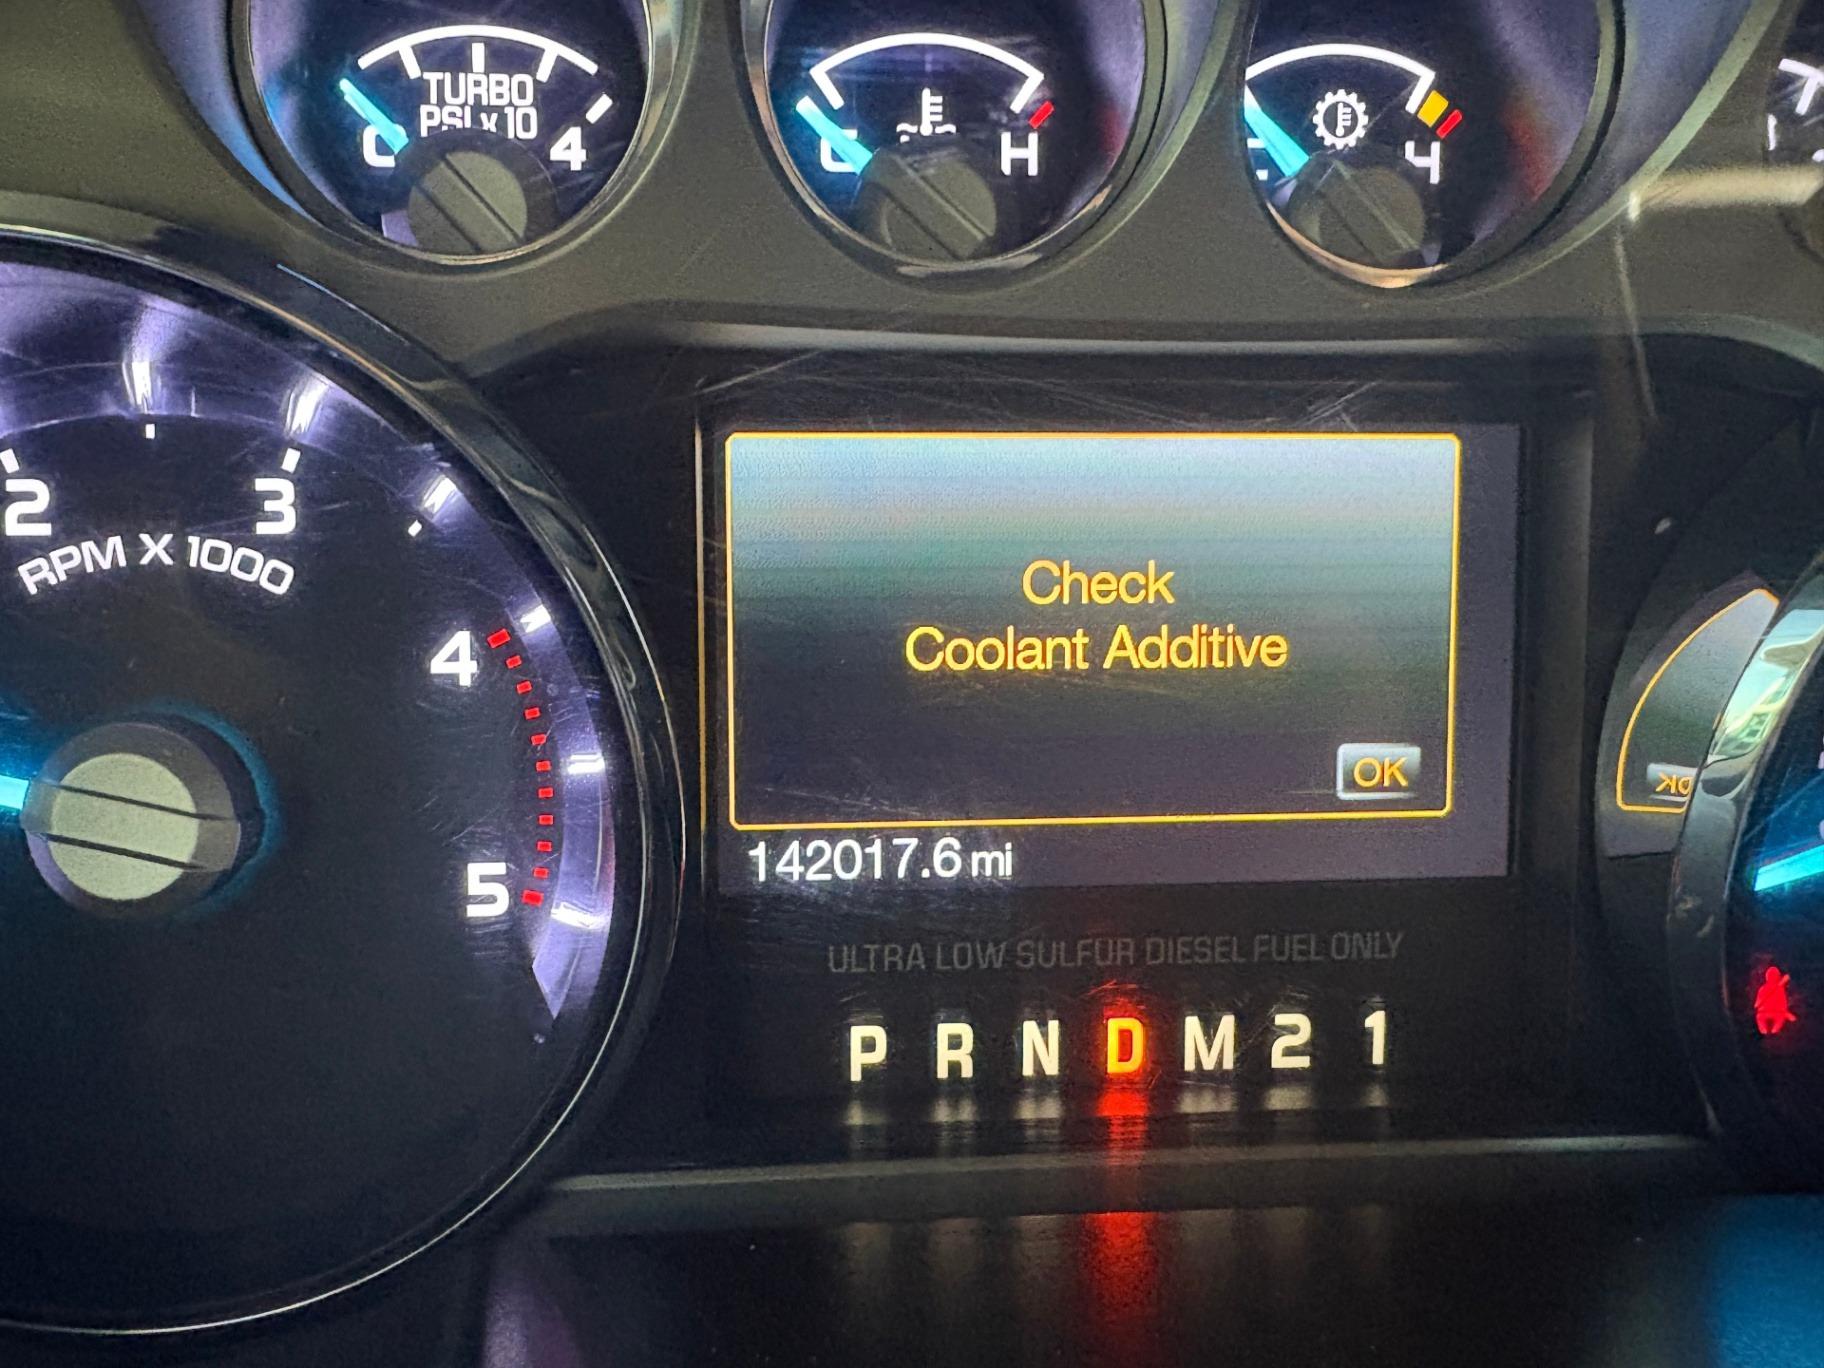 TURBO
PSI x 10
0 4
C H
2 3
RPM X 1000
4
5
Check
Coolant Additive
OK
142017.6 mi
ULTRA LOW SULFUR DIESEL FUEL ONLY
P R N D M 2 1